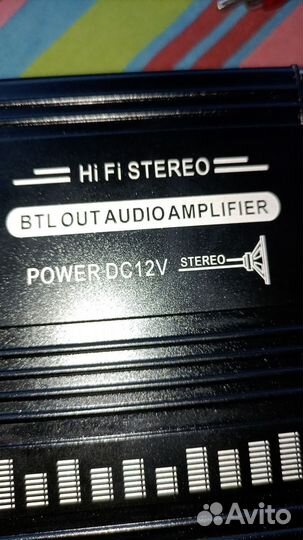 Hi Fi STEREO
BTL OUT AUDIO AMPLIFIER
POWER DC12V STEREO
Avito